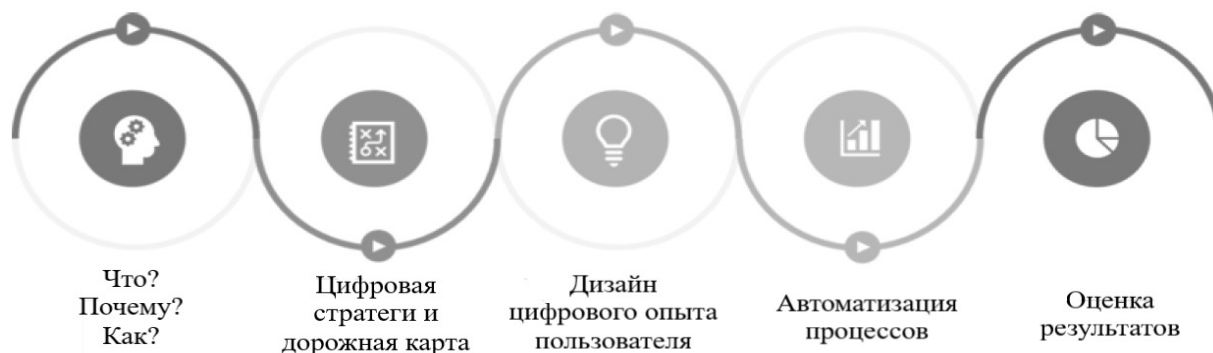 Что?
Почему?
Как?
Цифровая
стратеги и
дорожная карта
Дизайн
цифрового опыта
пользователя
Автоматизация
процессов
Оценка
результатов